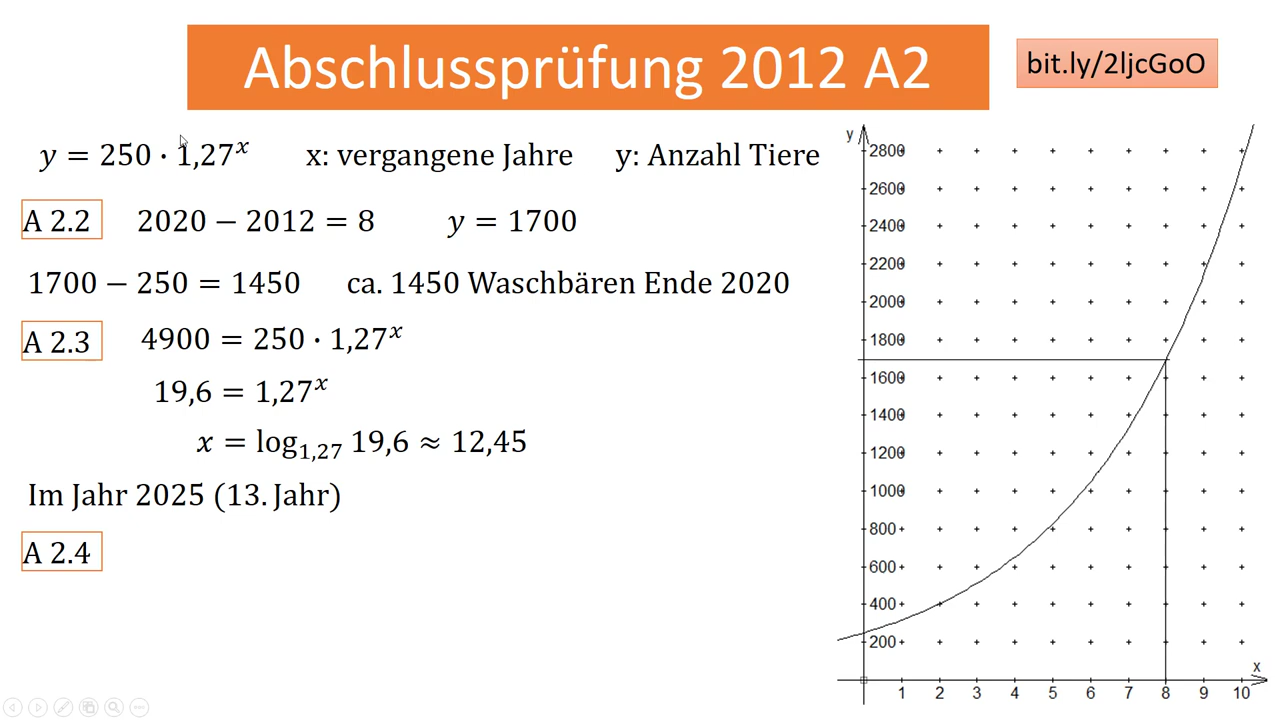 Abschlussprüfung 2012 A2
bit.ly/2ljcGoO
y = 250 · 1,27^x x: vergangene Jahre y: Anzahl Tiere
A 2.2 2020 − 2012 = 8 y = 1700
1700 − 250 = 1450 ca. 1450 Waschbären Ende 2020
A 2.3 4900 = 250 · 1,27^x
19,6 = 1,27^x
x = log_{1,27} 19,6 ≈ 12,45
Im Jahr 2025 (13. Jahr)
A 2.4
y
2800
2600
2400
2200
2000
1800
1600
1400
1200
1000
800
600
400
200
x
1 2 3 4 5 6 7 8 9 10